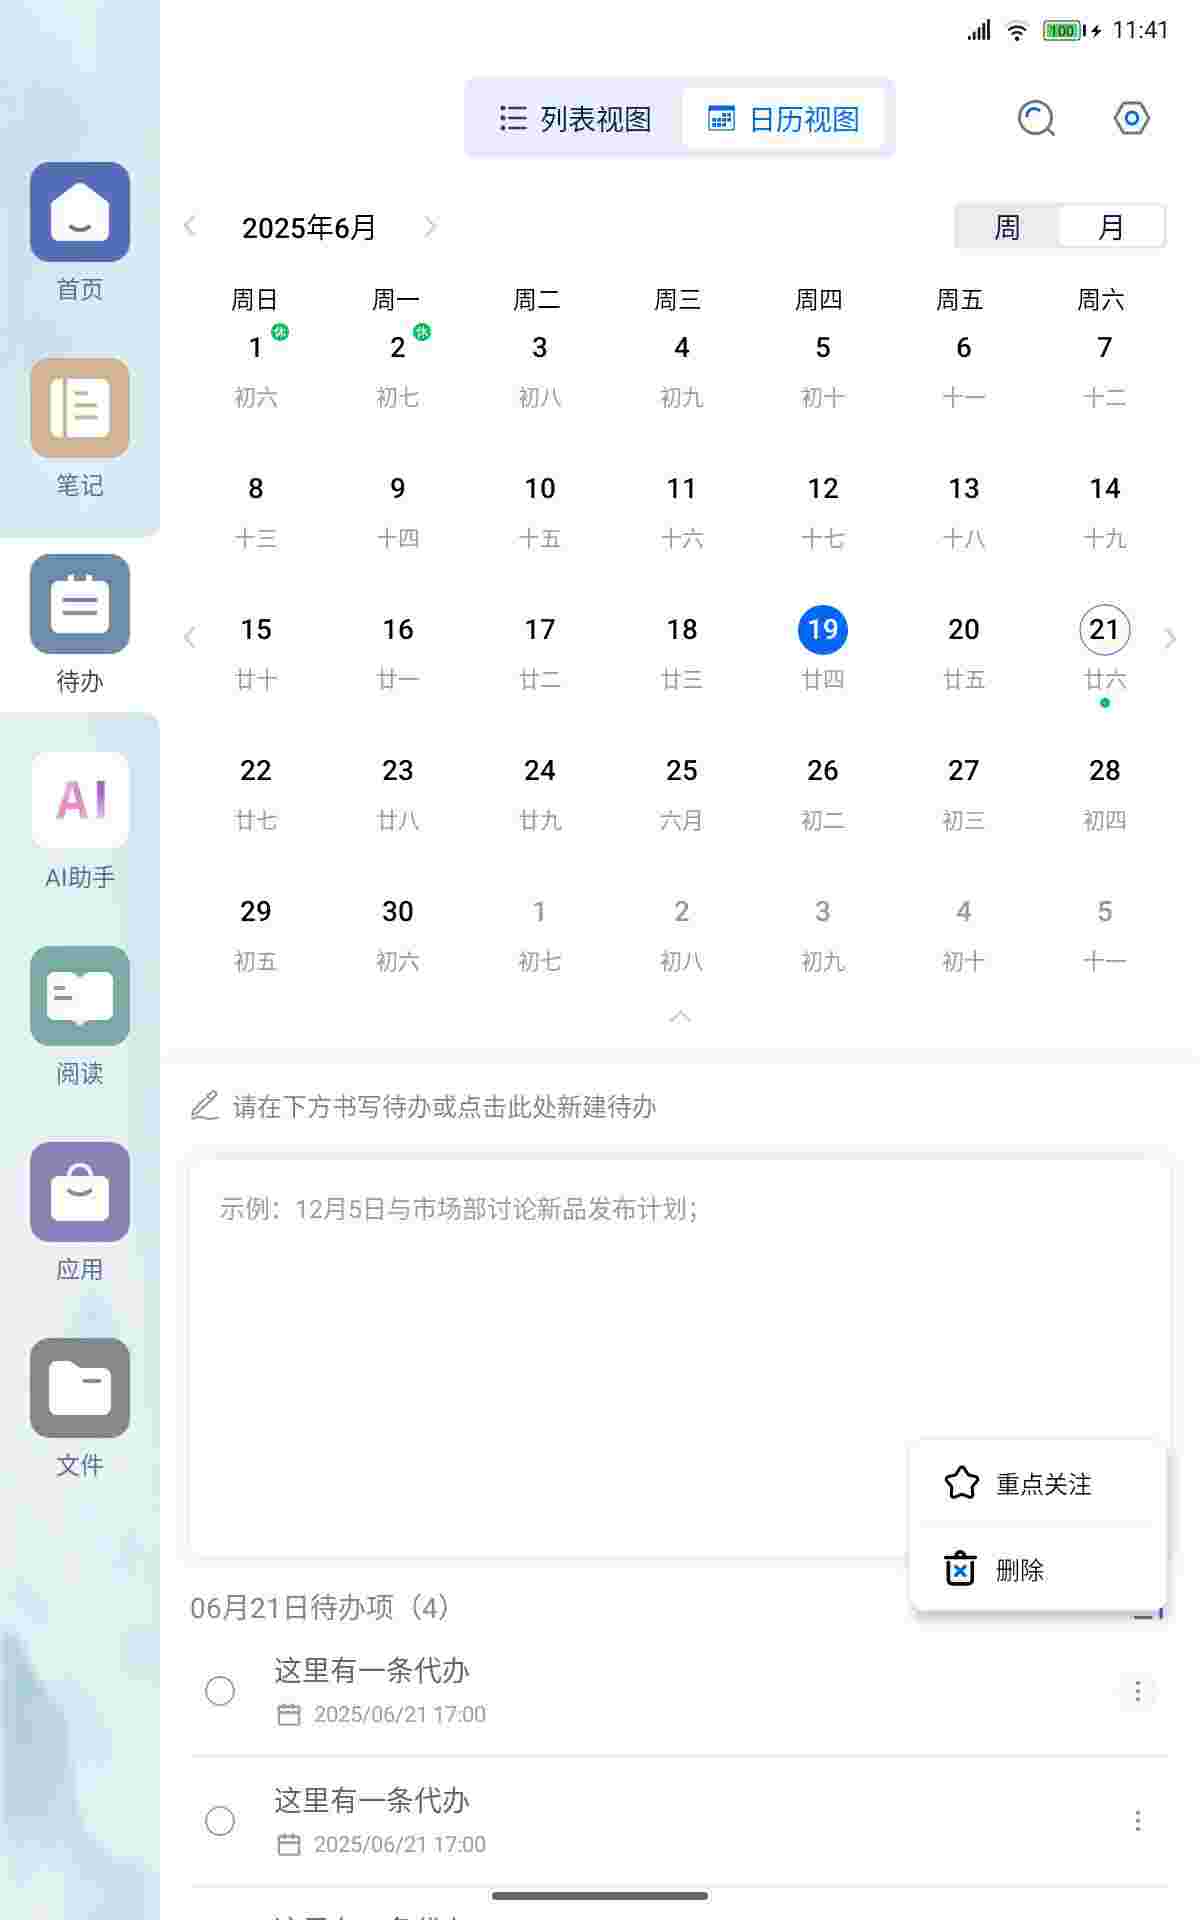 100 11:41
列表视图 日历视图
2025年6月
周 月
周日 周一 周二 周三 周四 周五 周六
1 休 2 休 3 4 5 6 7
初六 初七 初八 初九 初十 十一 十二
8 9 10 11 12 13 14
十三 十四 十五 十六 十七 十八 十九
15 16 17 18 19 20 21
廿十 廿一 廿二 廿三 廿四 廿五 廿六
22 23 24 25 26 27 28
廿七 廿八 廿九 六月 初二 初三 初四
29 30 1 2 3 4 5
初五 初六 初七 初八 初九 初十 十一
首页
笔记
待办
AI
AI助手
阅读
应用
文件
请在下方书写待办或点击此处新建待办
示例：12月5日与市场部讨论新品发布计划；
重点关注
删除
06月21日待办项（4）
这里有一条代办
2025/06/21 17:00
这里有一条代办
2025/06/21 17:00